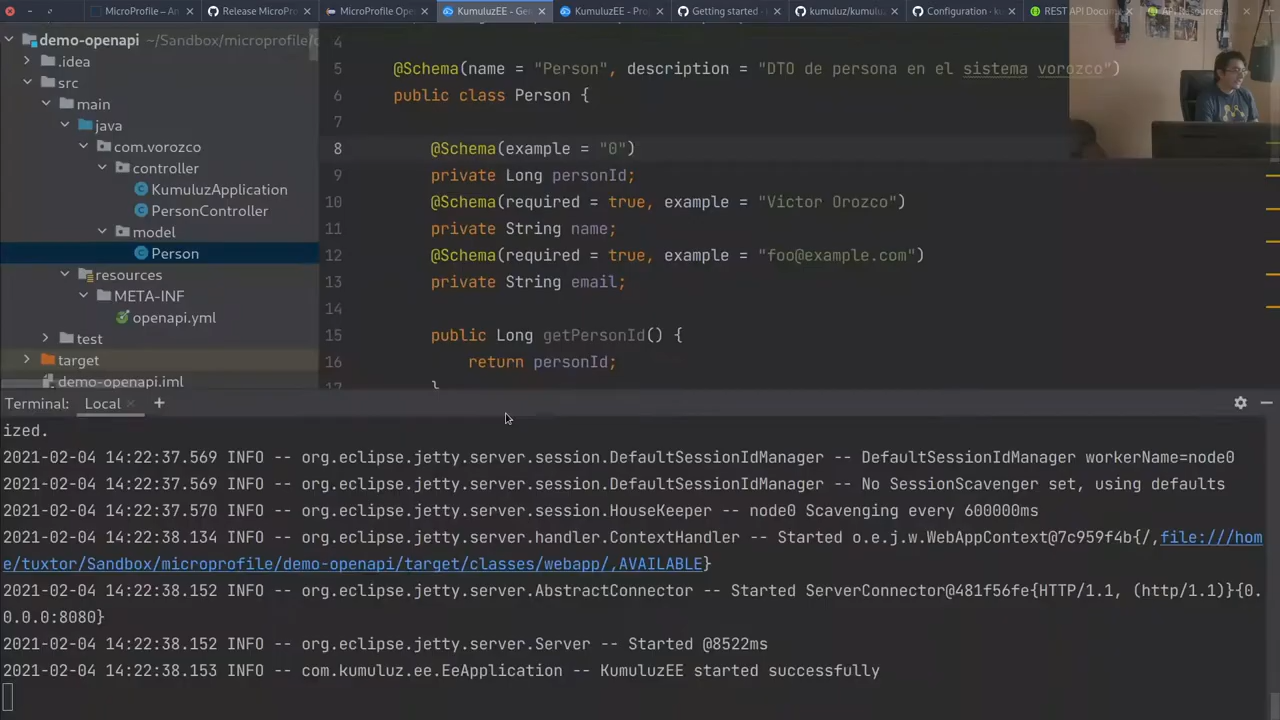 MicroProfile – An
Release MicroPr
MicroProfile Ope
KumuluzEE - Ge
KumuluzEE - Pro
Getting started ·
kumuluz/kumulu
Configuration · ku
REST API Docum
API Resources
demo-openapi ~/Sandbox/microprofile/d
.idea
src
main
java
com.vorozco
controller
KumuluzApplication
PersonController
model
Person
resources
META-INF
openapi.yml
test
target
demo-openapi.iml
4
5 @Schema(name = "Person", description = "DTO de persona en el sistema vorozco")
6 public class Person {
7
8 @Schema(example = "0")
9 private Long personId;
10 @Schema(required = true, example = "Victor Orozco")
11 private String name;
12 @Schema(required = true, example = "foo@example.com")
13 private String email;
14
15 public Long getPersonId() {
16 return personId;
17 }
Terminal: Local × +
ized.
2021-02-04 14:22:37.569 INFO -- org.eclipse.jetty.server.session.DefaultSessionIdManager -- DefaultSessionIdManager workerName=node0
2021-02-04 14:22:37.569 INFO -- org.eclipse.jetty.server.session.DefaultSessionIdManager -- No SessionScavenger set, using defaults
2021-02-04 14:22:37.570 INFO -- org.eclipse.jetty.server.session.HouseKeeper -- node0 Scavenging every 600000ms
2021-02-04 14:22:38.134 INFO -- org.eclipse.jetty.server.handler.ContextHandler -- Started o.e.j.w.WebAppContext@7c959f4b{/,file:///hom
e/tuxtor/Sandbox/microprofile/demo-openapi/target/classes/webapp/,AVAILABLE}
2021-02-04 14:22:38.152 INFO -- org.eclipse.jetty.server.AbstractConnector -- Started ServerConnector@481f56fe{HTTP/1.1, (http/1.1)}{0.
0.0.0:8080}
2021-02-04 14:22:38.152 INFO -- org.eclipse.jetty.server.Server -- Started @8522ms
2021-02-04 14:22:38.153 INFO -- com.kumuluz.ee.EeApplication -- KumuluzEE started successfully